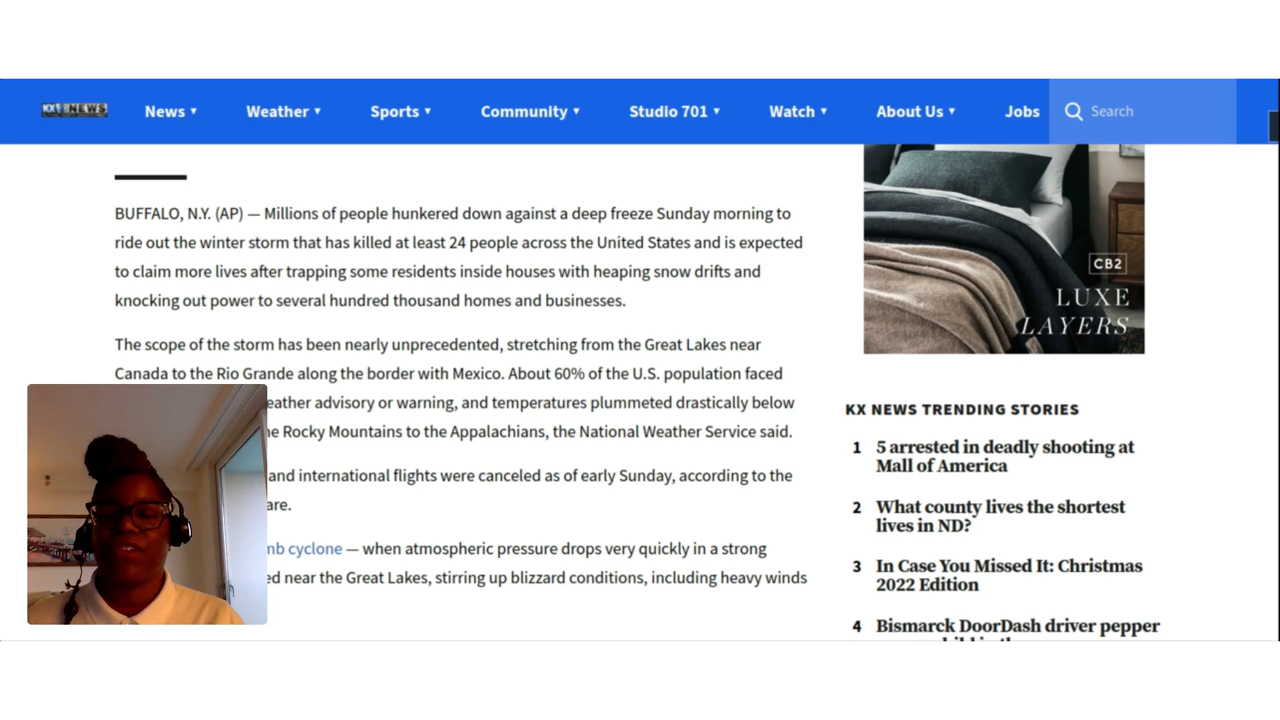 KX NEWS
News ▼
Weather ▼
Sports ▼
Community ▼
Studio 701 ▼
Watch ▼
About Us ▼
Jobs
Search
BUFFALO, N.Y. (AP) — Millions of people hunkered down against a deep freeze Sunday morning to
ride out the winter storm that has killed at least 24 people across the United States and is expected
to claim more lives after trapping some residents inside houses with heaping snow drifts and
knocking out power to several hundred thousand homes and businesses.
The scope of the storm has been nearly unprecedented, stretching from the Great Lakes near
Canada to the Rio Grande along the border with Mexico. About 60% of the U.S. population faced
eather advisory or warning, and temperatures plummeted drastically below
e Rocky Mountains to the Appalachians, the National Weather Service said.
and international flights were canceled as of early Sunday, according to the
are.
mb cyclone — when atmospheric pressure drops very quickly in a strong
ed near the Great Lakes, stirring up blizzard conditions, including heavy winds
CB2
LUXE
LAYERS
KX NEWS TRENDING STORIES
1 5 arrested in deadly shooting at
Mall of America
2 What county lives the shortest
lives in ND?
3 In Case You Missed It: Christmas
2022 Edition
4 Bismarck DoorDash driver pepper